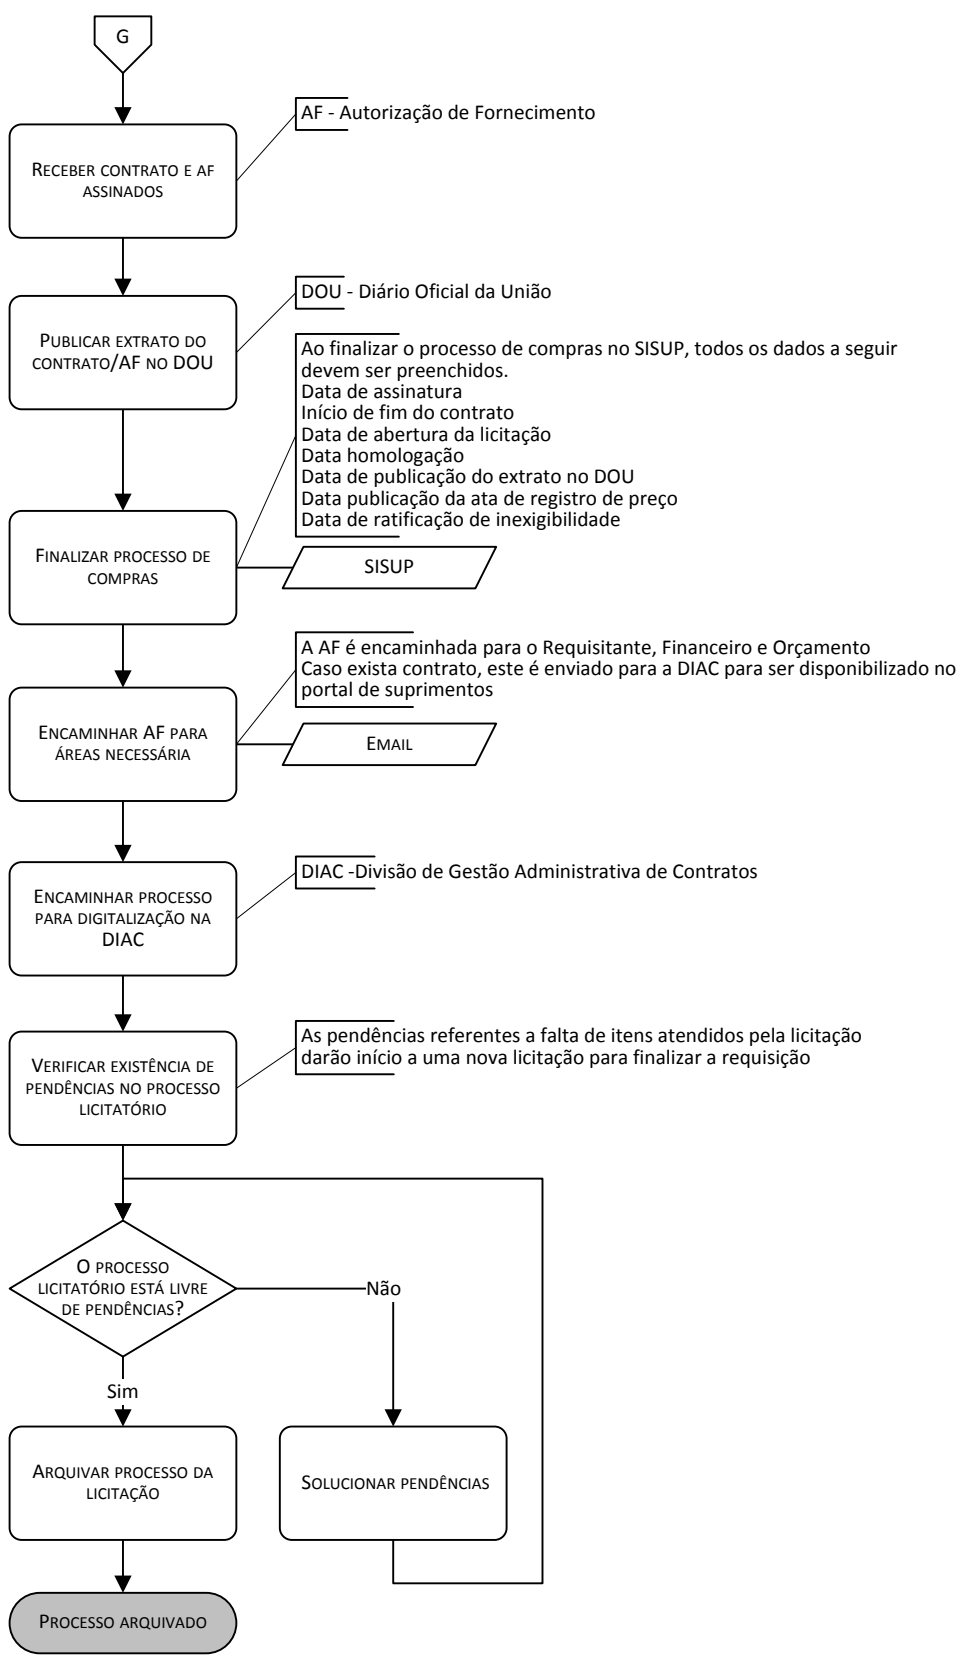 G
AF - Autorização de Fornecimento
RECEBER CONTRATO E AF
ASSINADOS
DOU - Diário Oficial da União
PUBLICAR EXTRATO DO
CONTRATO/AF NO DOU
Ao finalizar o processo de compras no SISUP, todos os dados a seguir
devem ser preenchidos.
Data de assinatura
Início de fim do contrato
Data de abertura da licitação
Data homologação
Data de publicação do extrato no DOU
Data publicação da ata de registro de preço
Data de ratificação de inexigibilidade
FINALIZAR PROCESSO DE
COMPRAS
SISUP
A AF é encaminhada para o Requisitante, Financeiro e Orçamento
Caso exista contrato, este é enviado para a DIAC para ser disponibilizado no
portal de suprimentos
ENCAMINHAR AF PARA
ÁREAS NECESSÁRIA
EMAIL
DIAC -Divisão de Gestão Administrativa de Contratos
ENCAMINHAR PROCESSO
PARA DIGITALIZAÇÃO NA
DIAC
As pendências referentes a falta de itens atendidos pela licitação
darão início a uma nova licitação para finalizar a requisição
VERIFICAR EXISTÊNCIA DE
PENDÊNCIAS NO PROCESSO
LICITATÓRIO
O PROCESSO
LICITATÓRIO ESTÁ LIVRE
DE PENDÊNCIAS?
Não
Sim
ARQUIVAR PROCESSO DA
LICITAÇÃO
SOLUCIONAR PENDÊNCIAS
PROCESSO ARQUIVADO